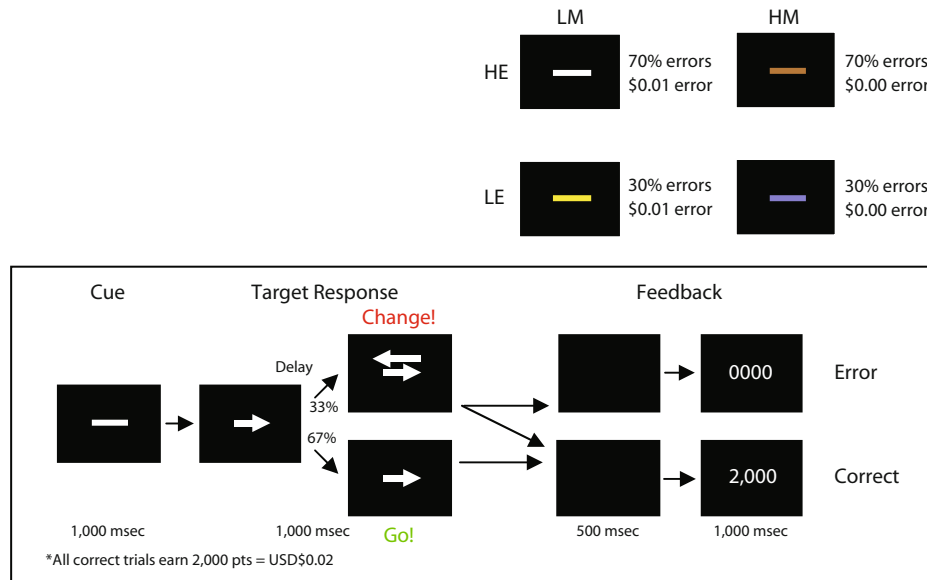 LM HM
HE 70% errors 70% errors
$0.01 error $0.00 error
LE 30% errors 30% errors
$0.01 error $0.00 error
Cue Target Response Feedback
Change!
Delay
33%
0000 Error
67%
2,000 Correct
1,000 msec 1,000 msec Go! 500 msec 1,000 msec
*All correct trials earn 2,000 pts = USD$0.02